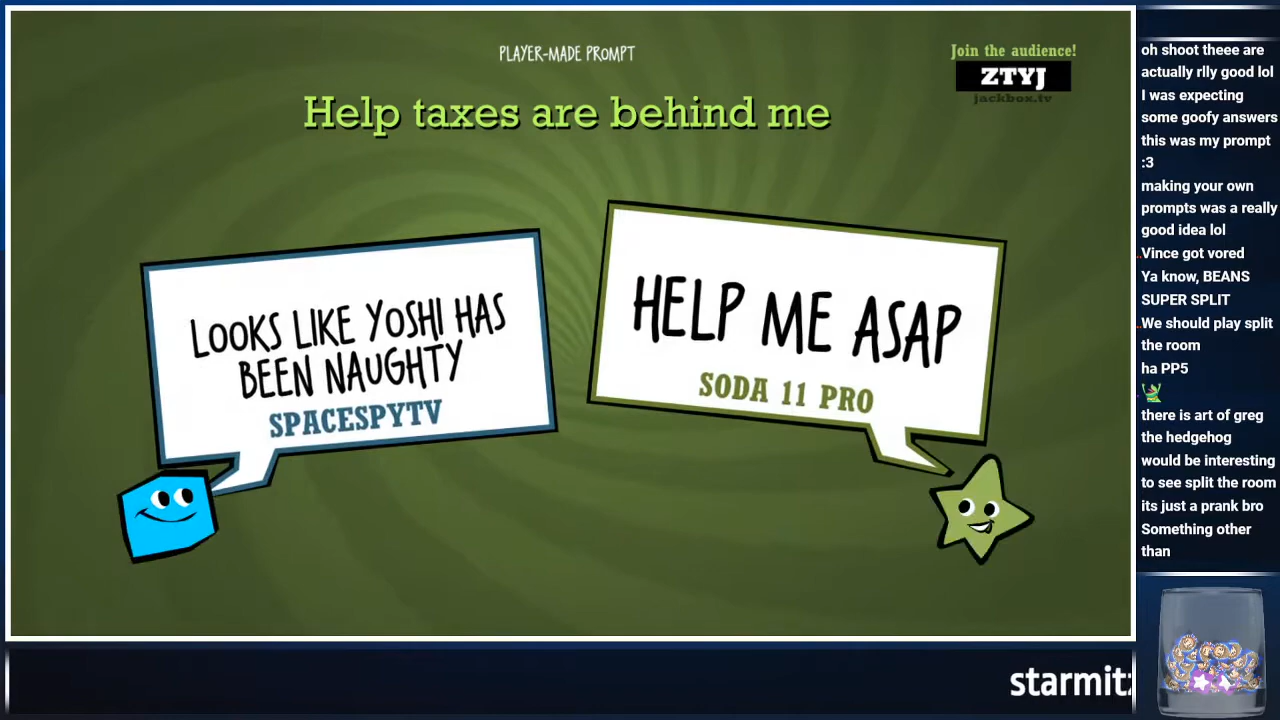 PLAYER-MADE PROMPT
Join the audience!
ZTYJ
jackbox.tv
Help taxes are behind me
LOOKS LIKE YOSHI HAS
BEEN NAUGHTY
SPACESPYTV
HELP ME ASAP
SODA 11 PRO
oh shoot theee are
actually rlly good lol
I was expecting
some goofy answers
this was my prompt
:3
making your own
prompts was a really
good idea lol
Vince got vored
Ya know, BEANS
SUPER SPLIT
We should play split
the room
ha PP5
there is art of greg
the hedgehog
would be interesting
to see split the room
its just a prank bro
Something other
than